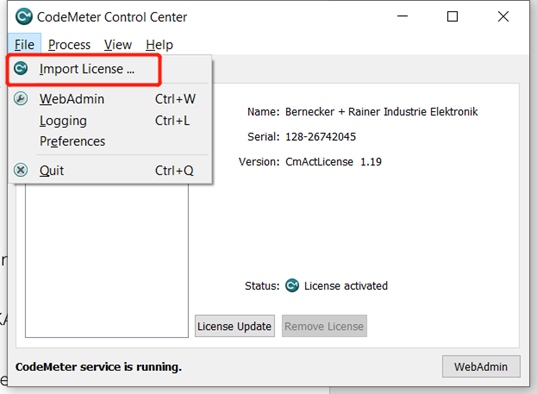 CodeMeter Control Center
File Process View Help
Import License ...
WebAdmin Ctrl+W
Logging Ctrl+L
Preferences
Quit Ctrl+Q
Name: Bernecker + Rainer Industrie Elektronik
Serial: 128-26742045
Version: CmActLicense 1.19
Status: License activated
License Update Remove License
CodeMeter service is running. WebAdmin